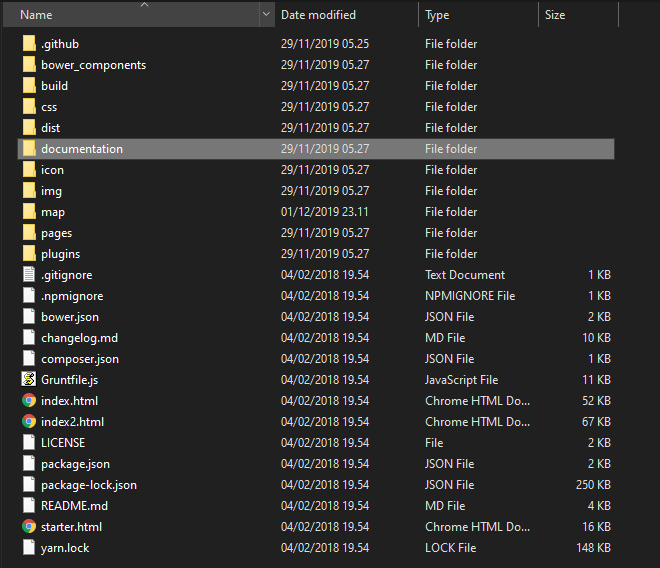 Name Date modified Type Size
.github 29/11/2019 05.25 File folder
bower_components 29/11/2019 05.27 File folder
build 29/11/2019 05.27 File folder
css 29/11/2019 05.27 File folder
dist 29/11/2019 05.27 File folder
documentation 29/11/2019 05.27 File folder
icon 29/11/2019 05.27 File folder
img 29/11/2019 05.27 File folder
map 01/12/2019 23.11 File folder
pages 29/11/2019 05.27 File folder
plugins 29/11/2019 05.27 File folder
.gitignore 04/02/2018 19.54 Text Document 1 KB
.npmignore 04/02/2018 19.54 NPMIGNORE File 1 KB
bower.json 04/02/2018 19.54 JSON File 2 KB
changelog.md 04/02/2018 19.54 MD File 10 KB
composer.json 04/02/2018 19.54 JSON File 1 KB
Gruntfile.js 04/02/2018 19.54 JavaScript File 11 KB
index.html 04/02/2018 19.54 Chrome HTML Do... 52 KB
index2.html 04/02/2018 19.54 Chrome HTML Do... 67 KB
LICENSE 04/02/2018 19.54 File 2 KB
package.json 04/02/2018 19.54 JSON File 2 KB
package-lock.json 04/02/2018 19.54 JSON File 250 KB
README.md 04/02/2018 19.54 MD File 4 KB
starter.html 04/02/2018 19.54 Chrome HTML Do... 16 KB
yarn.lock 04/02/2018 19.54 LOCK File 148 KB